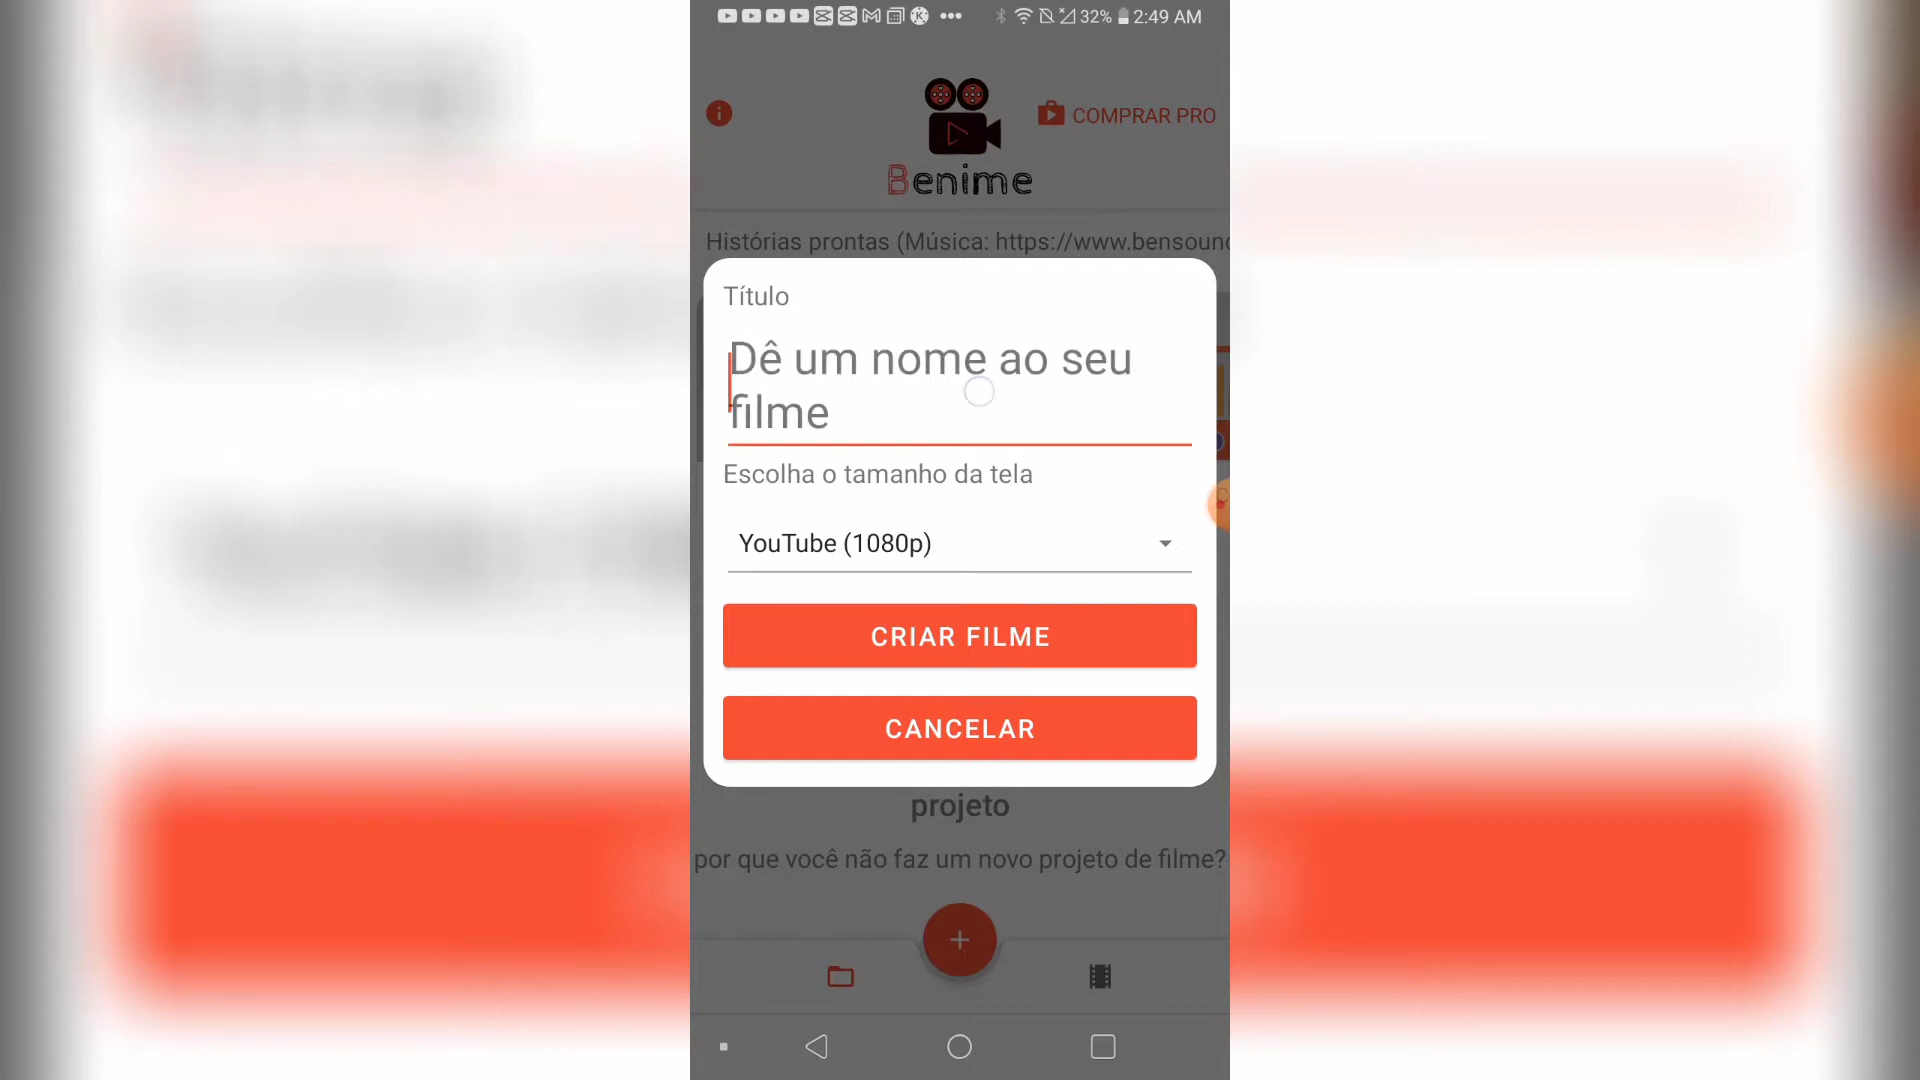 32% 2:49 AM
COMPRAR PRO
Benime
Histórias prontas (Música: https://www.bensound
Título
Dê um nome ao seu
filme
Escolha o tamanho da tela
YouTube (1080p)
CRIAR FILME
CANCELAR
projeto
por que você não faz um novo projeto de filme?